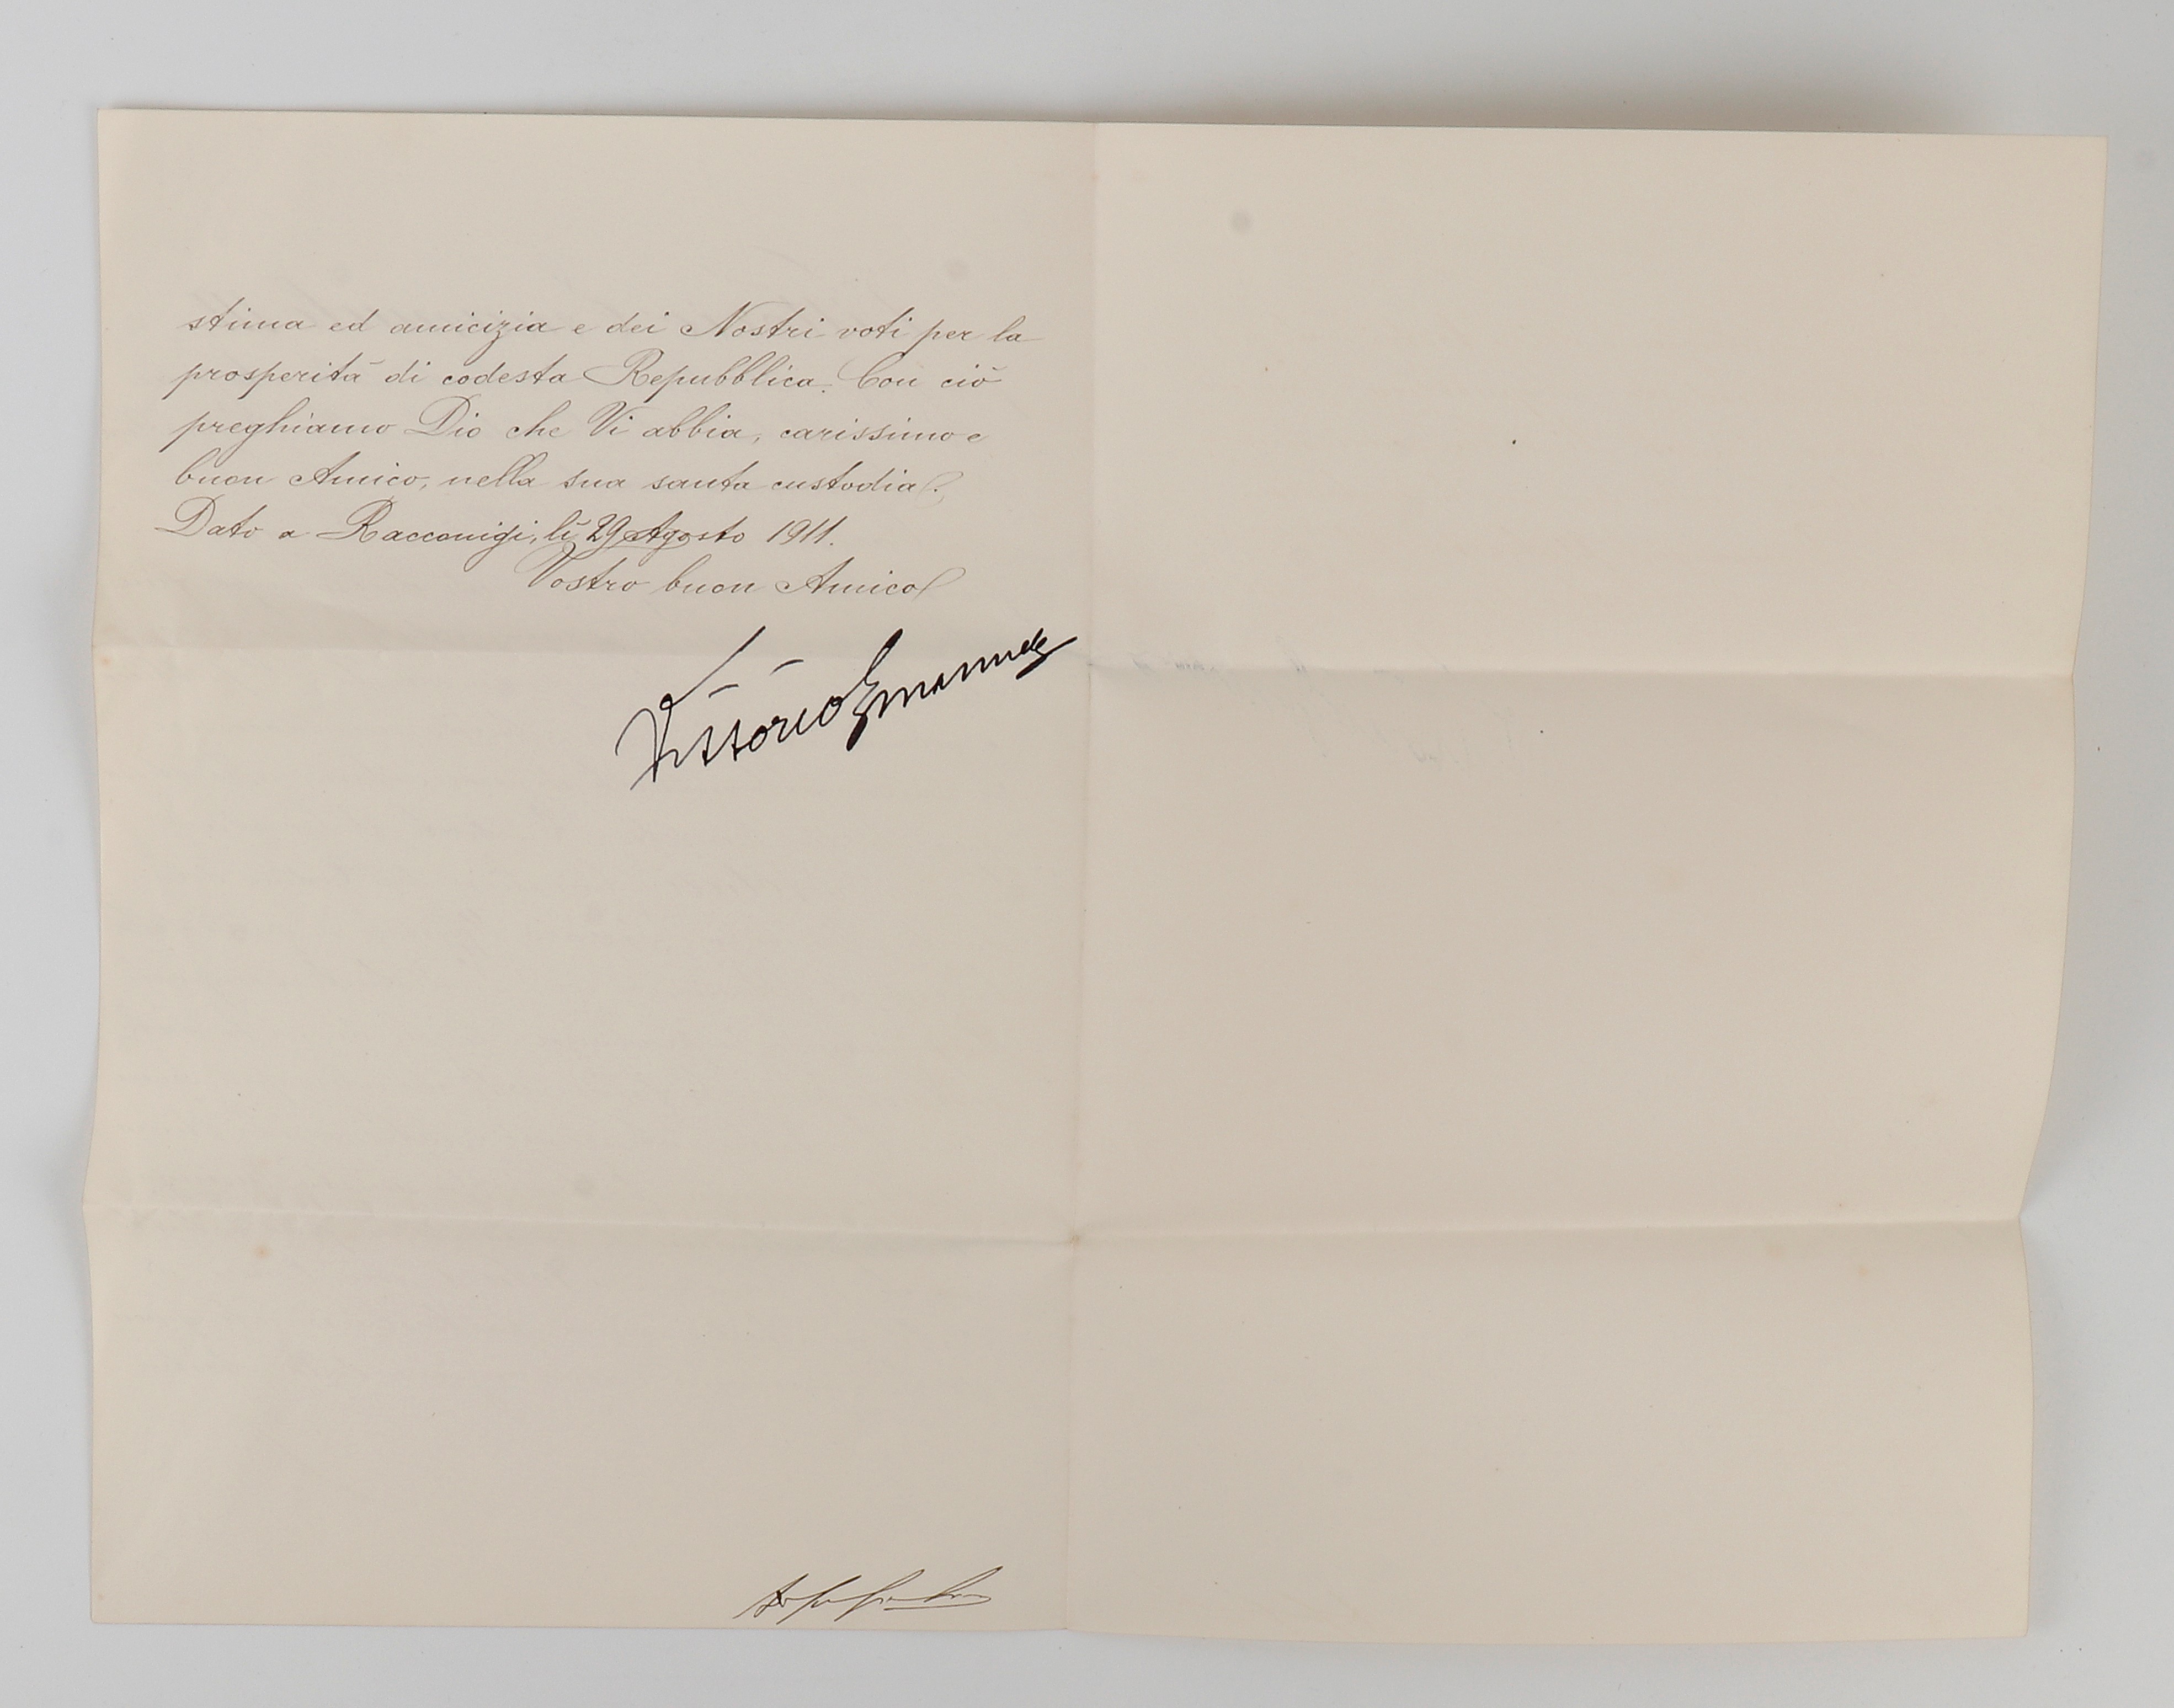 stima ed amicizia e dei Nostri voti per la
prosperità di codesta Repubblica. Con ciò
preghiamo Dio che Vi abbia, carissimo e
buon Amico, nella sua santa custodia.
Dato a Racconigi, lì 29 Agosto 1911.
Vostro buon Amico
Vittorio Emanuele